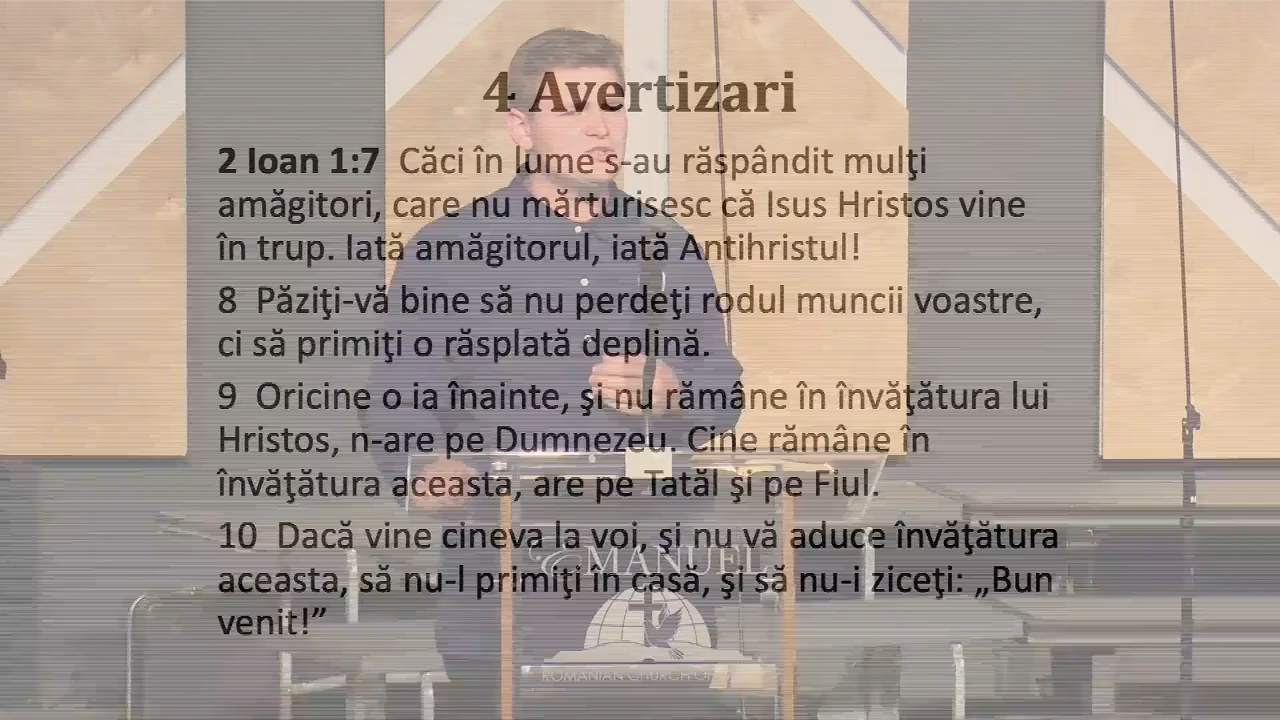 4 Avertizari
2 Ioan 1:7 Căci în lume s-au răspândit mulţi
amăgitori, care nu mărturisesc că Isus Hristos vine
în trup. Iată amăgitorul, iată Antihristul!
8 Păziţi-vă bine să nu perdeţi rodul muncii voastre,
ci să primiţi o răsplată deplină.
9 Oricine o ia înainte, şi nu rămâne în învăţătura lui
Hristos, n-are pe Dumnezeu. Cine rămâne în
învăţătura aceasta, are pe Tatăl şi pe Fiul.
10 Dacă vine cineva la voi, şi nu vă aduce învăţătura
EMANUEL
aceasta, să nu-l primiţi în casă, şi să nu-i ziceţi: „Bun
venit!”
ROMANIAN CHURCH OF